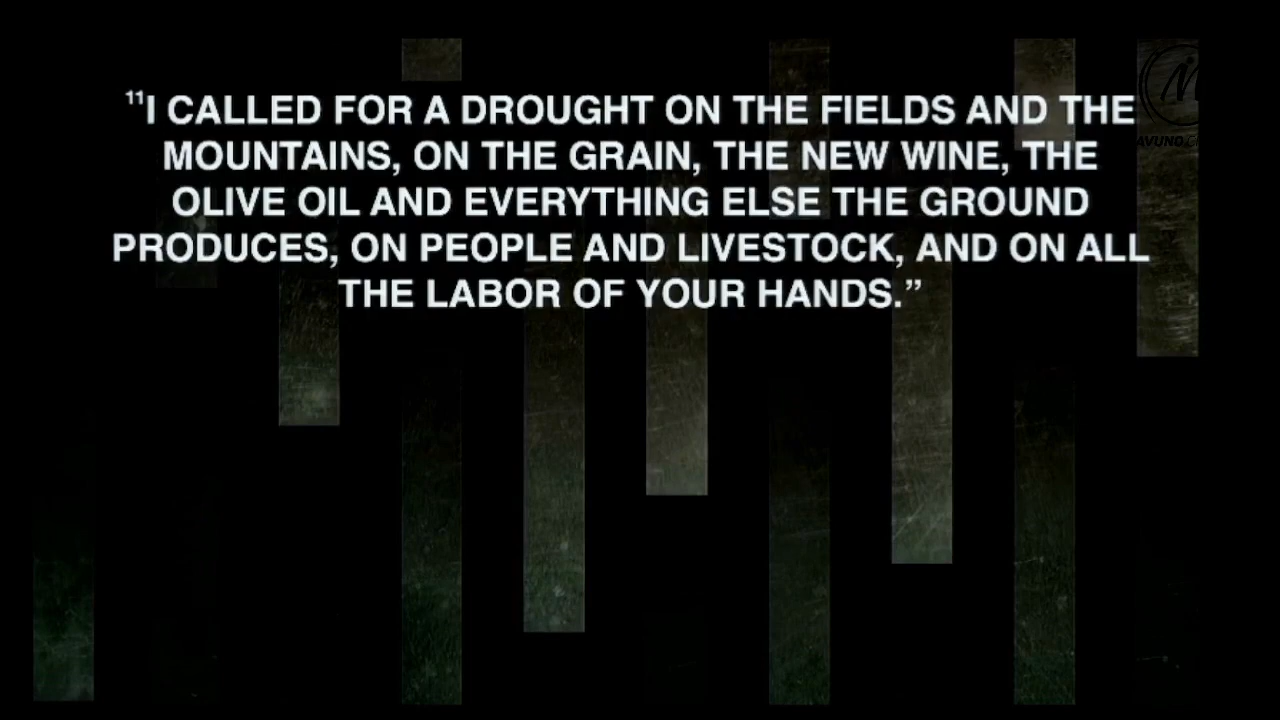 ¹¹I CALLED FOR A DROUGHT ON THE FIELDS AND THE
MOUNTAINS, ON THE GRAIN, THE NEW WINE, THE
OLIVE OIL AND EVERYTHING ELSE THE GROUND
PRODUCES, ON PEOPLE AND LIVESTOCK, AND ON ALL
THE LABOR OF YOUR HANDS.”